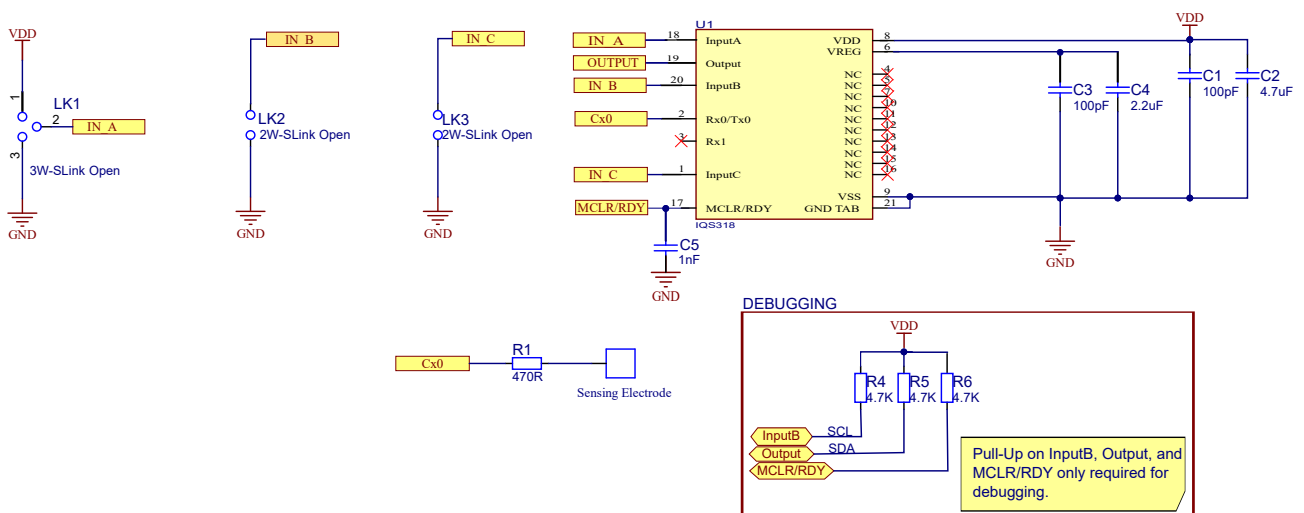 VDD
1
LK1
2
IN_A
3
3W-SLink Open
GND
IN_B
LK2
2W-SLink Open
GND
IN_C
LK3
2W-SLink Open
GND
U1
IN_A 18 InputA
OUTPUT 19 Output
IN_B 20 InputB
Cx0 2 Rx0/Tx0
3 Rx1
IN_C 1 InputC
MCLR/RDY 17 MCLR/RDY
VDD 8
VREG 6
NC 4
NC 5
NC 7
NC 10
NC 11
NC 12
NC 13
NC 14
NC 15
NC 16
VSS 9
GND TAB 21
IQS318
C5
1nF
GND
VDD
C3
100pF
C4
2.2uF
C1
100pF
C2
4.7uF
GND
Cx0
R1
470R
Sensing Electrode
DEBUGGING
VDD
R4
4.7K
R5
4.7K
R6
4.7K
InputB SCL
Output SDA
MCLR/RDY
Pull-Up on InputB, Output, and
MCLR/RDY only required for
debugging.